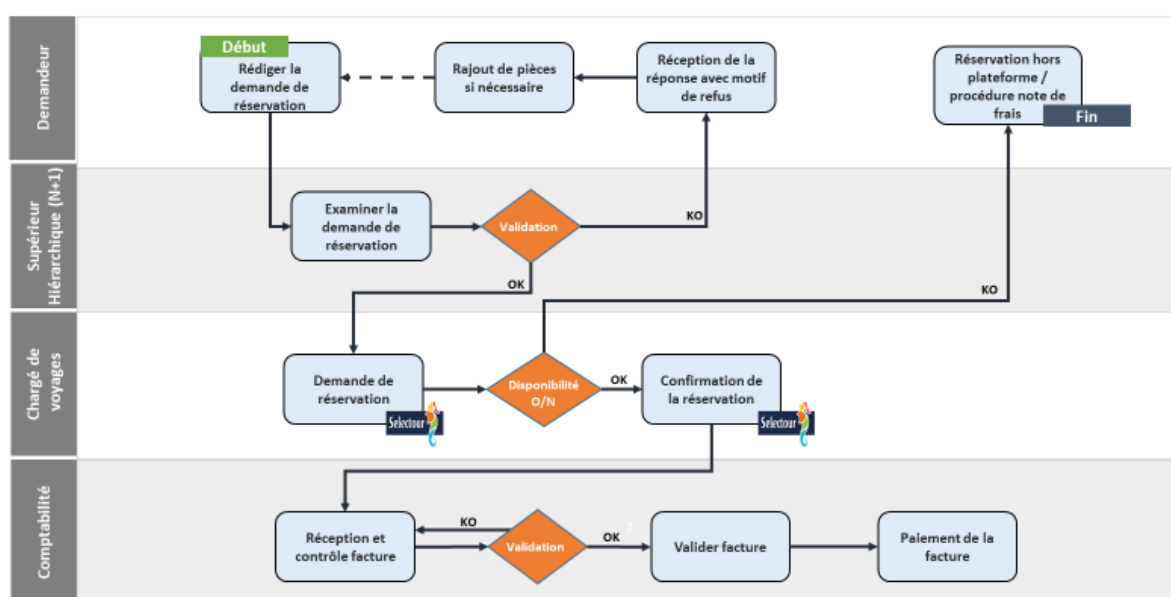 Demandeur
Début
Rédiger la
demande de
réservation
Rajout de pièces
si nécessaire
Réception de la
réponse avec motif
de refus
Réservation hors
plateforme /
procédure note de
frais
Fin
Supérieur
Hiérarchique (N+1)
Examiner la
demande de
réservation
Validation
KO
OK
KO
Chargé de
voyages
Demande de
réservation
Selectour
Disponibilité
O/N
OK
Confirmation de
la réservation
Selectour
Comptabilité
Réception et
contrôle facture
KO
Validation
OK
7
Valider facture
Paiement de la
facture